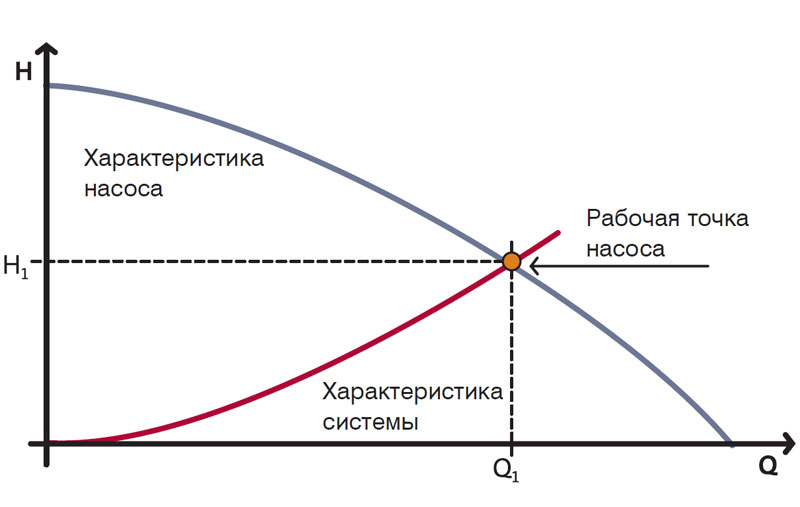 H
Характеристика
насоса
Рабочая точка
насоса
H₁
Характеристика
системы
Q
Q₁